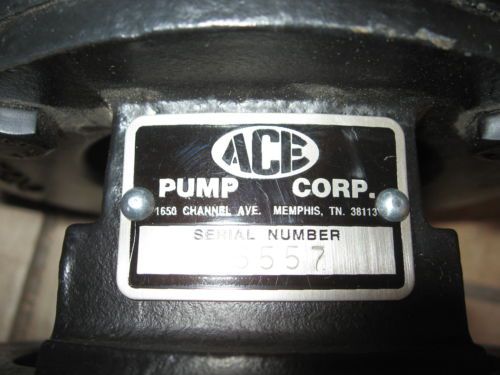 ACE
PUMP CORP.
1650 CHANNEL AVE. MEMPHIS, TN. 38113
SERIAL NUMBER
5557